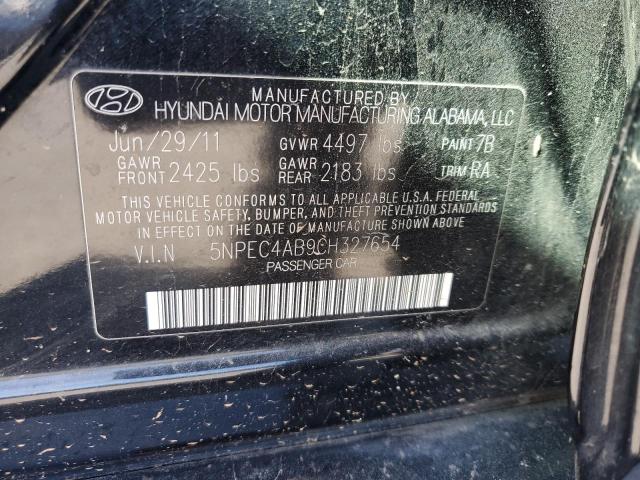 MANUFACTURED BY
HYUNDAI MOTOR MANUFACTURING ALABAMA, LLC
Jun/29/11 GVWR 4497 lbs PAINT 7B
GAWR FRONT 2425 lbs GAWR REAR 2183 lbs TRIM RA
THIS VEHICLE CONFORMS TO ALL APPLICABLE U.S.A. FEDERAL
MOTOR VEHICLE SAFETY, BUMPER, AND THEFT PREVENTION STANDARDS
IN EFFECT ON THE DATE OF MANUFACTURE SHOWN ABOVE.
V.I.N 5NPEC4AB9CH327654
PASSENGER CAR